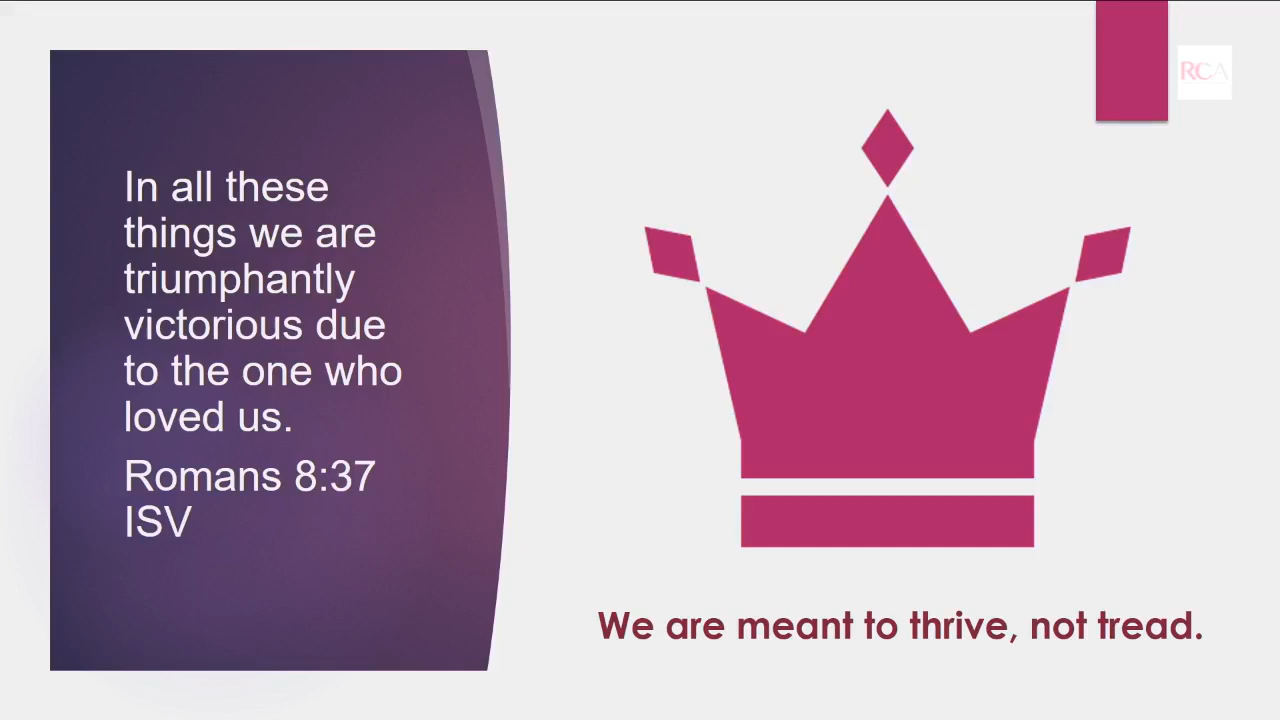 In all these
things we are
triumphantly
victorious due
to the one who
loved us.
Romans 8:37
ISV
RCA
We are meant to thrive, not tread.